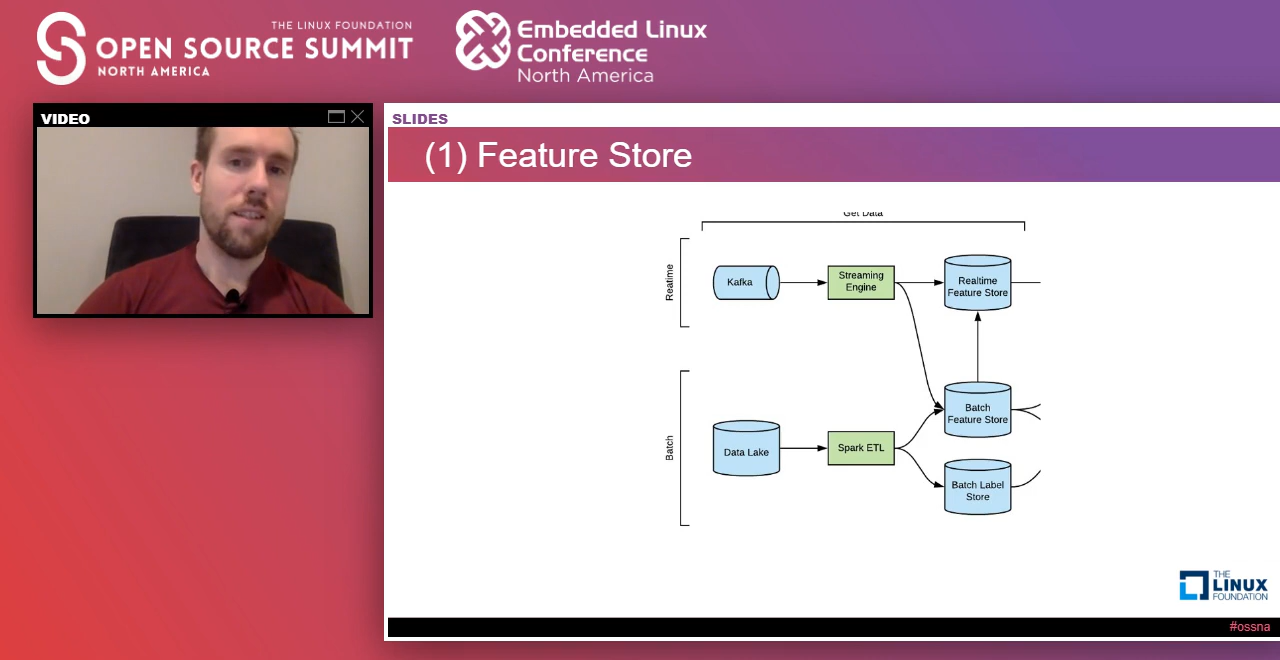 THE LINUX FOUNDATION
OPEN SOURCE SUMMIT
NORTH AMERICA
Embedded Linux
Conference
North America
VIDEO
SLIDES
(1) Feature Store
Get Data
Reatime
Kafka
Streaming
Engine
Realtime
Feature Store
Batch
Data Lake
Spark ETL
Batch
Feature Store
Batch Label
Store
THE
LINUX
FOUNDATION
#ossna